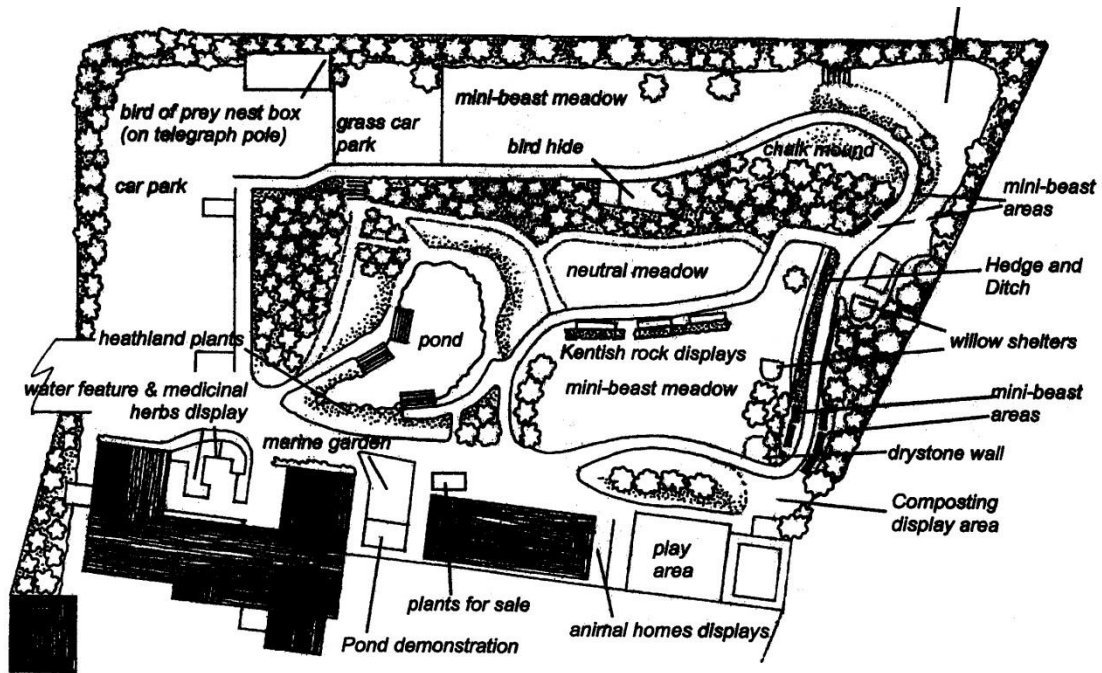 bird of prey nest box
(on telegraph pole)
grass car
park
mini-beast meadow
bird hide
chalk mound
car park
mini-beast
areas
neutral meadow
Hedge and
Ditch
heathland plants
pond
Kentish rock displays
willow shelters
water feature & medicinal
herbs display
mini-beast meadow
mini-beast
areas
marine garden
drystone wall
Composting
display area
play
area
plants for sale
animal homes displays
Pond demonstration